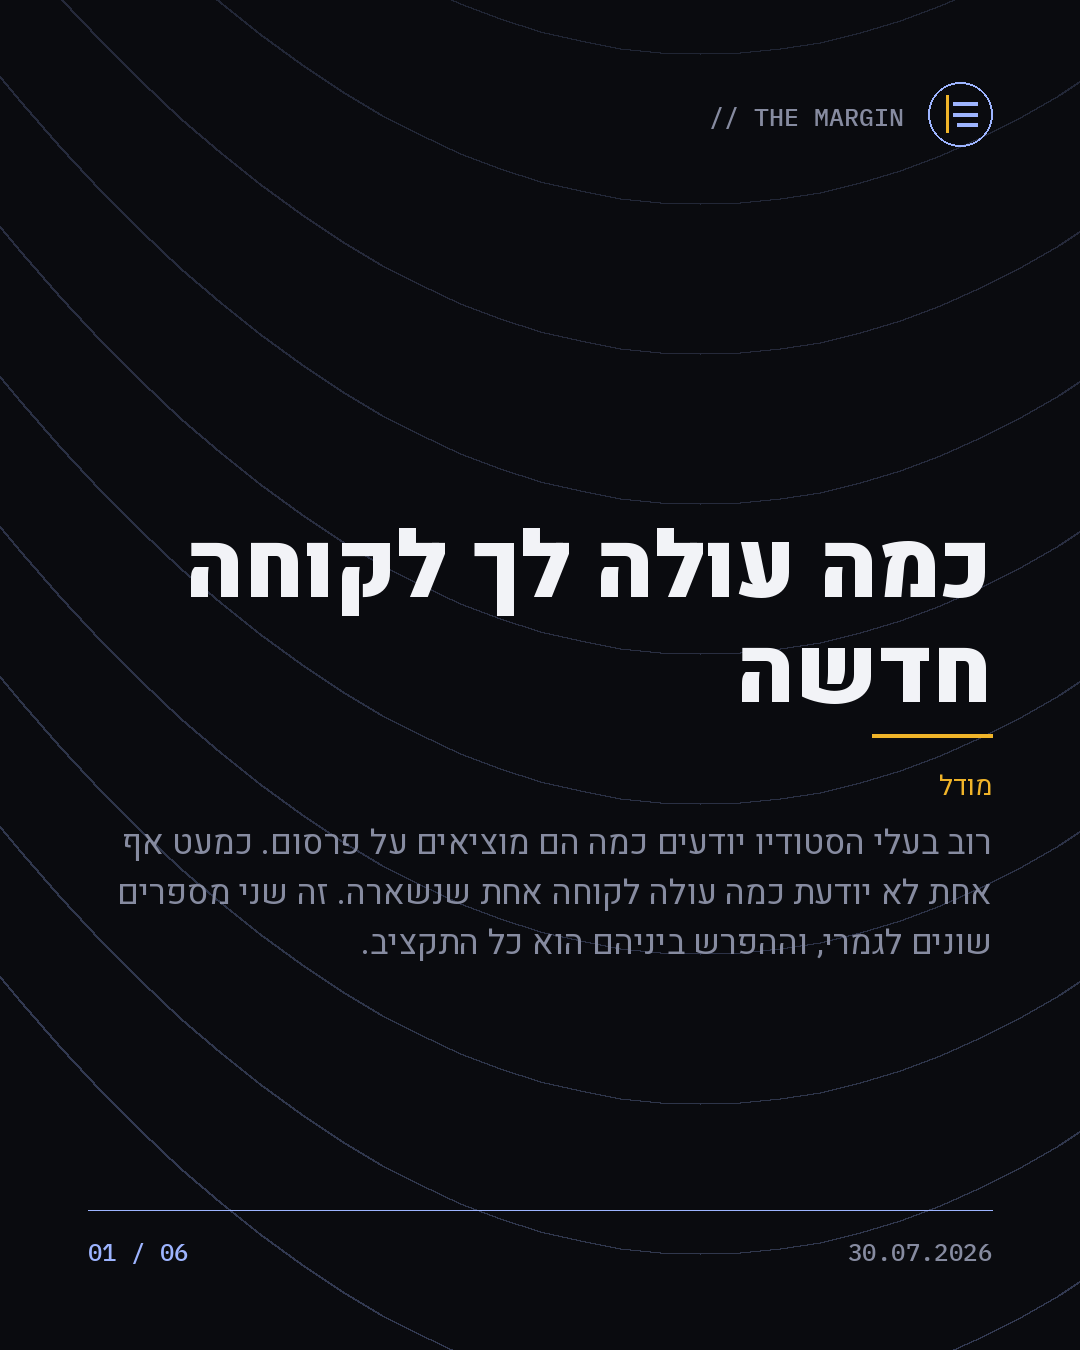 // THE MARGIN
כמה עולה לך לקוחה
חדשה
מודל
רוב בעלי הסטודיו יודעים כמה הם מוציאים על פרסום. כמעט אף
אחת לא יודעת כמה עולה לקוחה אחת שנשארה. זה שני מספרים
שונים לגמרי, וההפרש ביניהם הוא כל התקציב.
01 / 06
30.07.2026